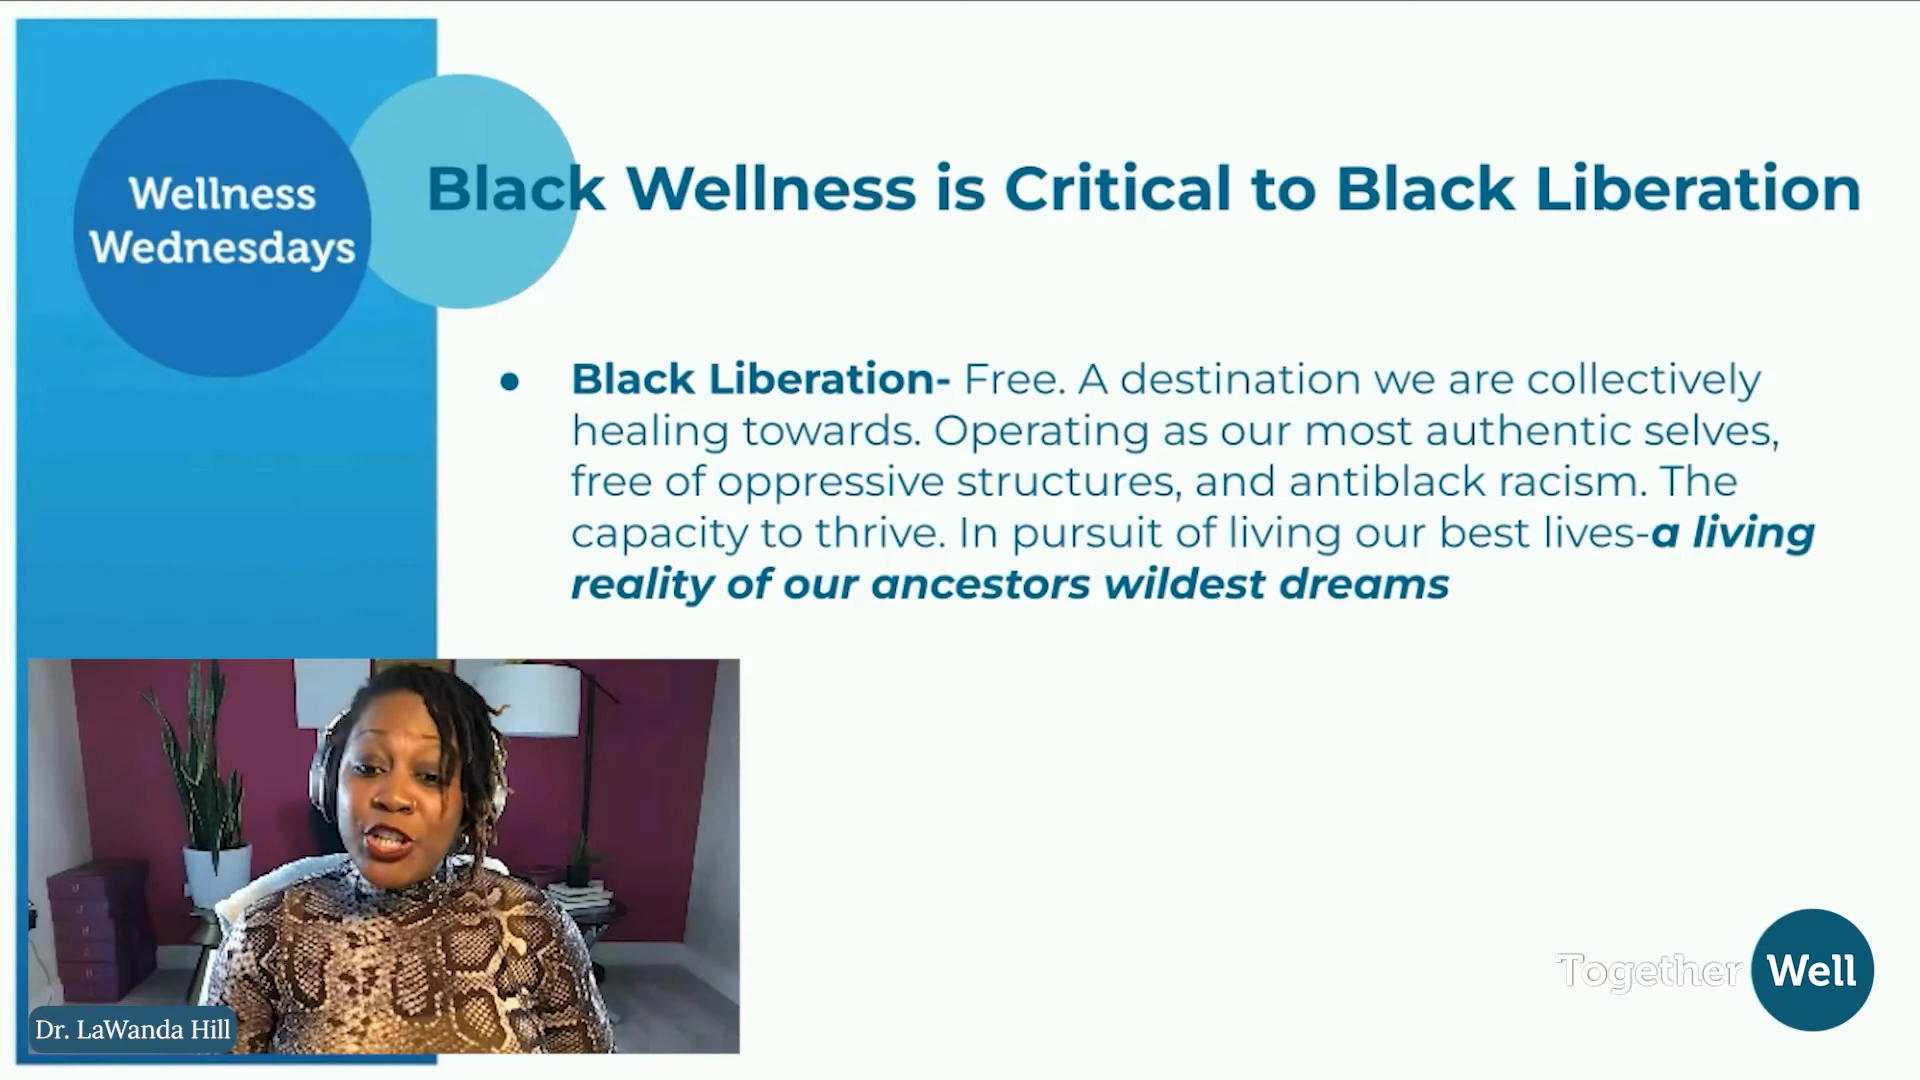 Wellness
Wednesdays
Black Wellness is Critical to Black Liberation
● Black Liberation- Free. A destination we are collectively
healing towards. Operating as our most authentic selves,
free of oppressive structures, and antiblack racism. The
capacity to thrive. In pursuit of living our best lives-a living
reality of our ancestors wildest dreams
Dr. LaWanda Hill
Together Well